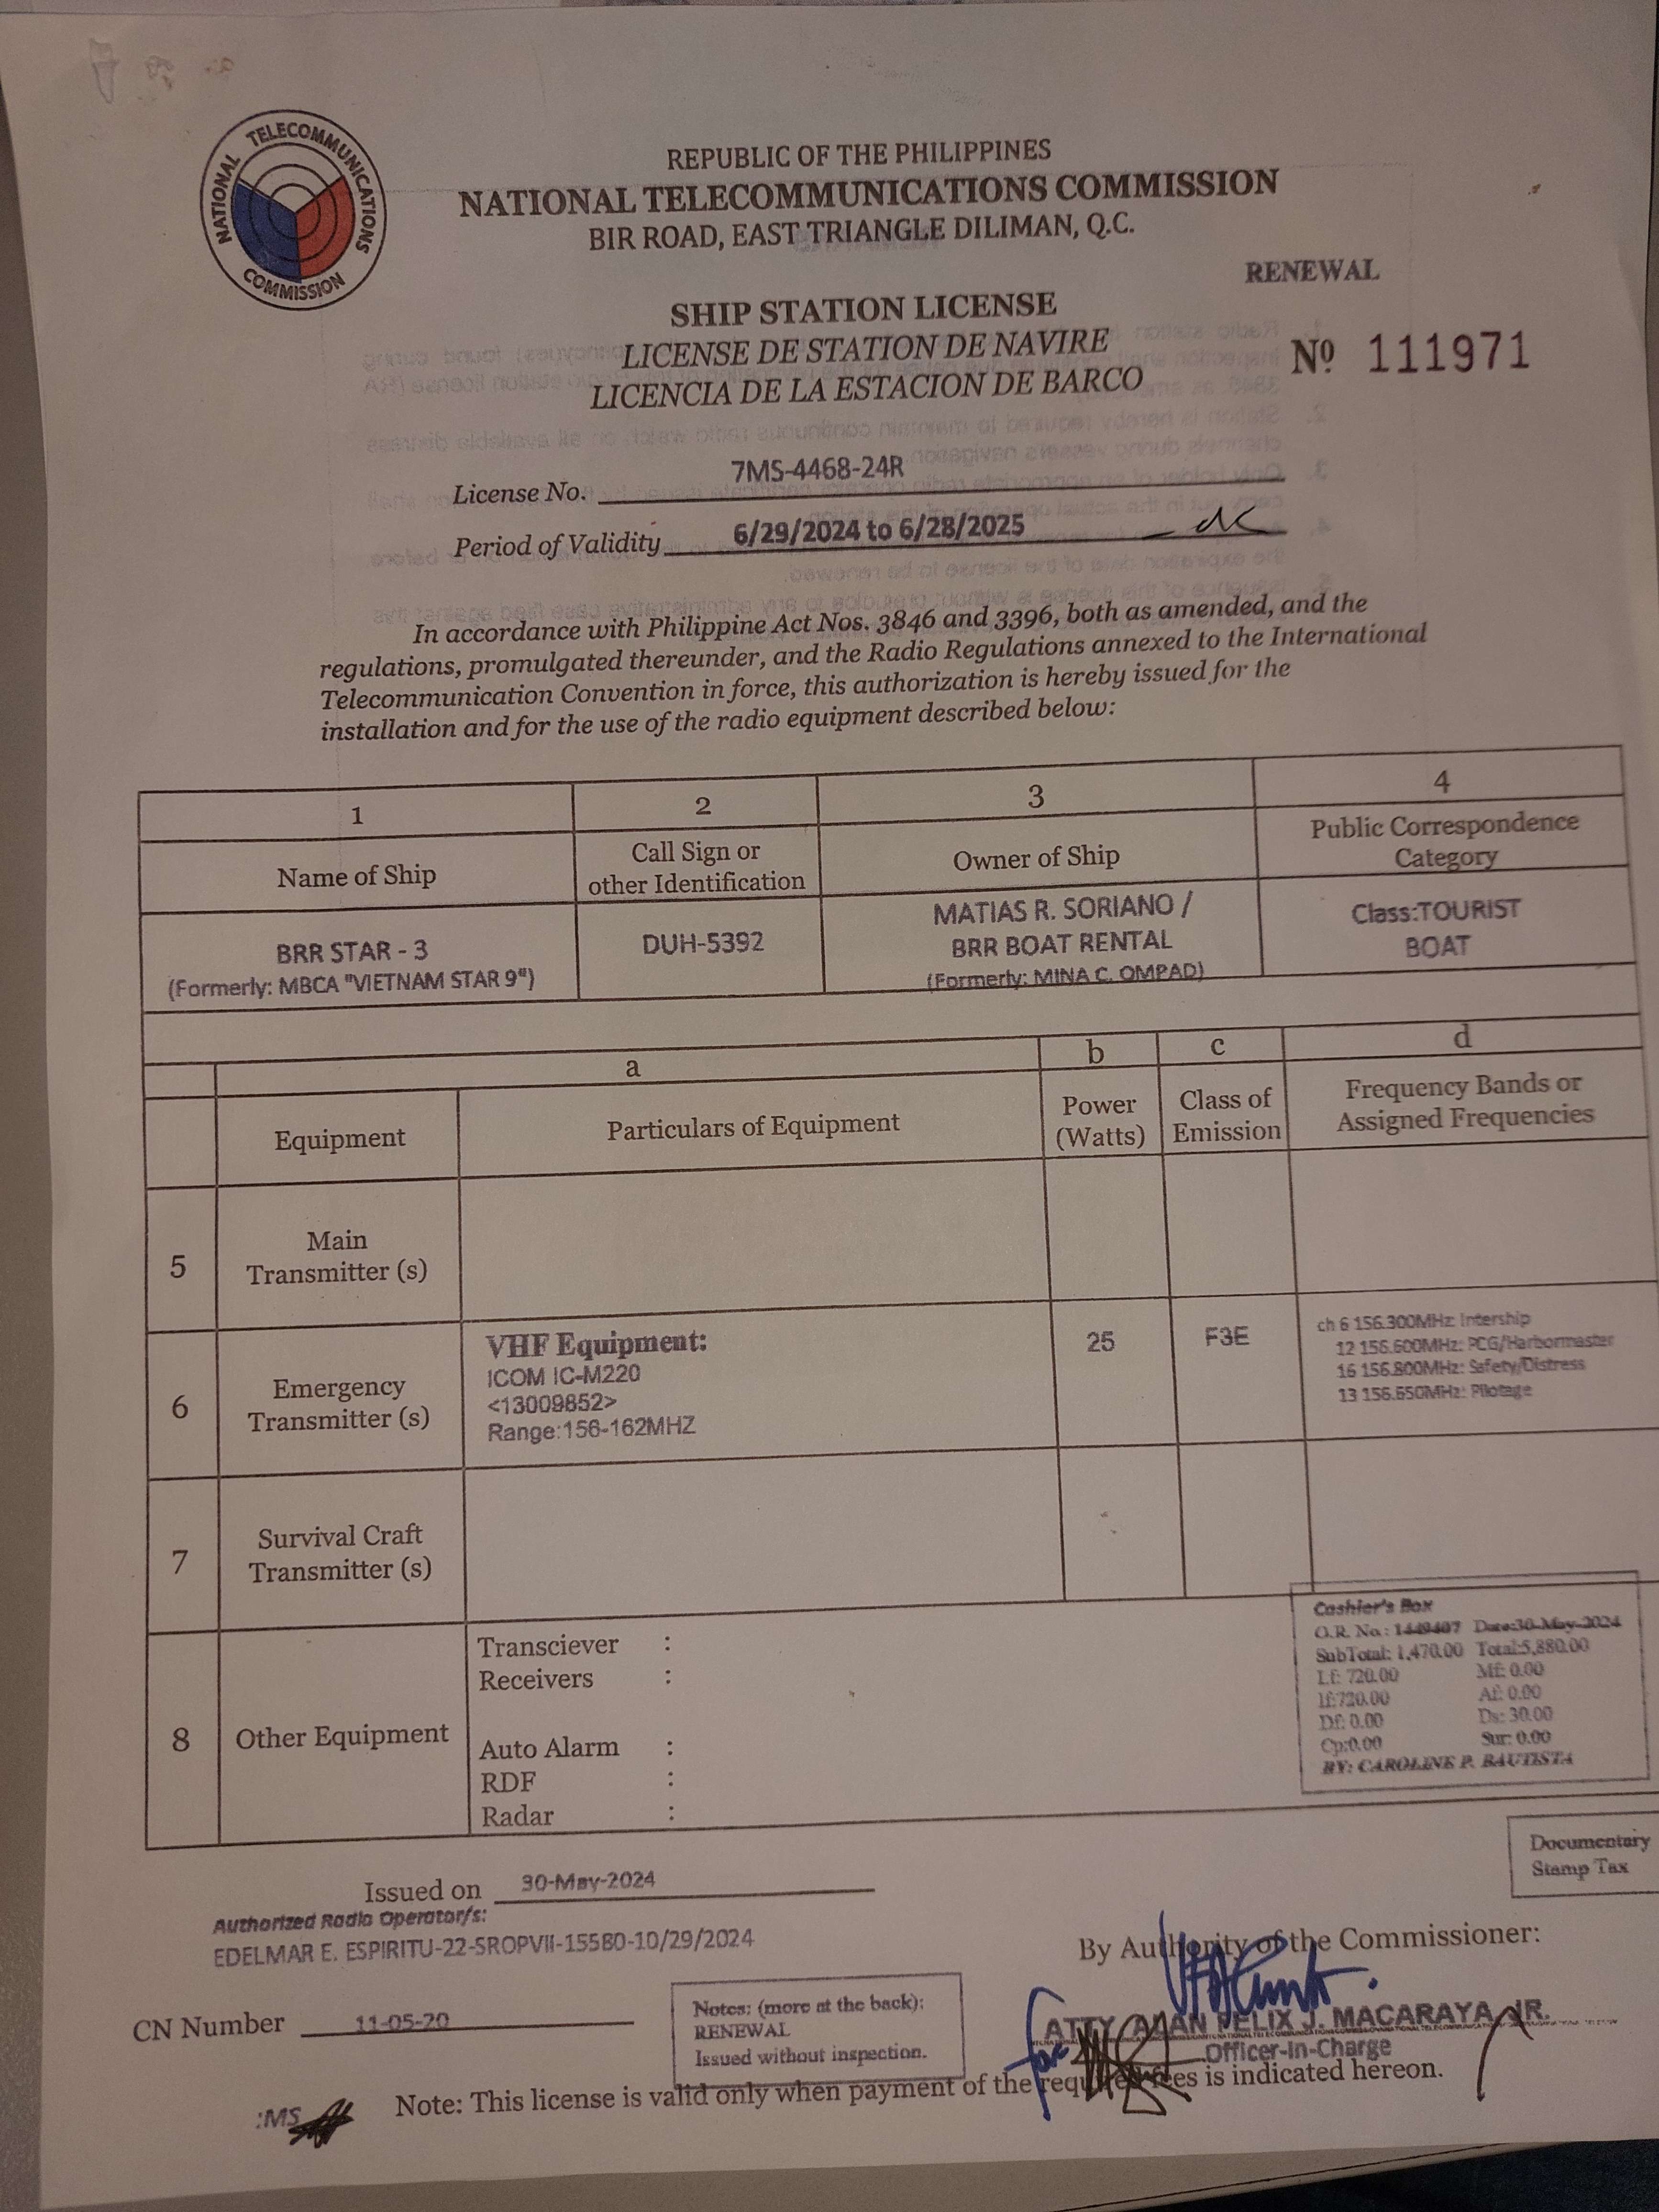 NATIONAL TELECOMMUNICATIONS COMMISSION
REPUBLIC OF THE PHILIPPINES
NATIONAL TELECOMMUNICATIONS COMMISSION
BIR ROAD, EAST TRIANGLE DILIMAN, Q.C.
RENEWAL
SHIP STATION LICENSE
LICENSE DE STATION DE NAVIRE
LICENCIA DE LA ESTACION DE BARCO
Nº 111971
License No. 7MS-4468-24R
Period of Validity 6/29/2024 to 6/28/2025
In accordance with Philippine Act Nos. 3846 and 3396, both as amended, and the
regulations, promulgated thereunder, and the Radio Regulations annexed to the International
Telecommunication Convention in force, this authorization is hereby issued for the
installation and for the use of the radio equipment described below:
1 2 3 4
Name of Ship
Call Sign or
other Identification
Owner of Ship
Public Correspondence
Category
BRR STAR - 3
(Formerly: MBCA "VIETNAM STAR 9")
DUH-5392
MATIAS R. SORIANO /
BRR BOAT RENTAL
(Formerly: MINA C. OMPAD)
Class:TOURIST
BOAT
a b c d
Equipment
Particulars of Equipment
Power
(Watts)
Class of
Emission
Frequency Bands or
Assigned Frequencies
5
Main
Transmitter (s)
6
Emergency
Transmitter (s)
VHF Equipment:
ICOM IC-M220
<13009852>
Range:156-162MHZ
25
F3E
ch 6 156.300MHz: Intership
12 156.600MHz: PCG/Harbormaster
16 156.800MHz: Safety/Distress
13 156.650MHz: Pilotage
7
Survival Craft
Transmitter (s)
8
Other Equipment
Transciever :
Receivers :
Auto Alarm :
RDF :
Radar :
Cashier's Box
O.R. No.: 1449407 Date:30-May-2024
SubTotal: 1,470.00 Total:5,880.00
Lf: 720.00 Mf: 0.00
If:720.00 Af: 0.00
Df: 0.00 Ds: 30.00
Cp:0.00 Sur: 0.00
BY: CAROLINE P. BAUTISTA
Documentary
Stamp Tax
Issued on 30-May-2024
Authorized Radio Operator/s:
EDELMAR E. ESPIRITU-22-SROPVII-15580-10/29/2024
By Authority of the Commissioner:
CN Number 11-05-20
Notes: (more at the back):
RENEWAL
Issued without inspection.
for
ATTY. ALAN FELIX J. MACARAYA, JR.
Officer-In-Charge
Note: This license is valid only when payment of the required fees is indicated hereon.
:MS